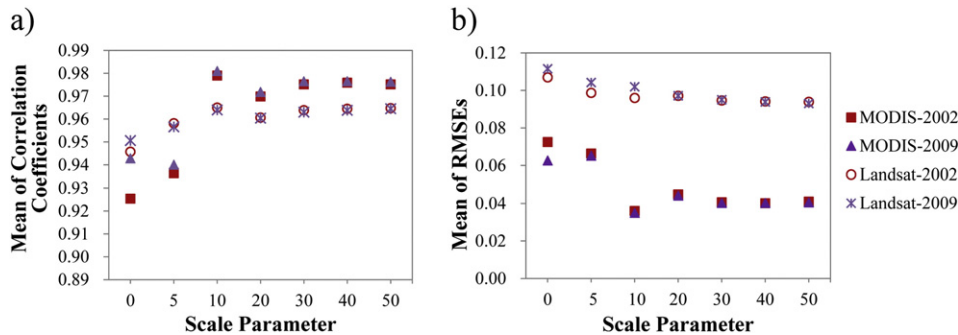 a)
Mean of Correlation
Coefficients
0.99
0.98
0.97
0.96
0.95
0.94
0.93
0.92
0.91
0.90
0.89
0 5 10 20 30 40 50
Scale Parameter
b)
Mean of RMSEs
0.12
0.10
0.08
0.06
0.04
0.02
0.00
0 5 10 20 30 40 50
Scale Parameter
MODIS-2002
MODIS-2009
Landsat-2002
Landsat-2009